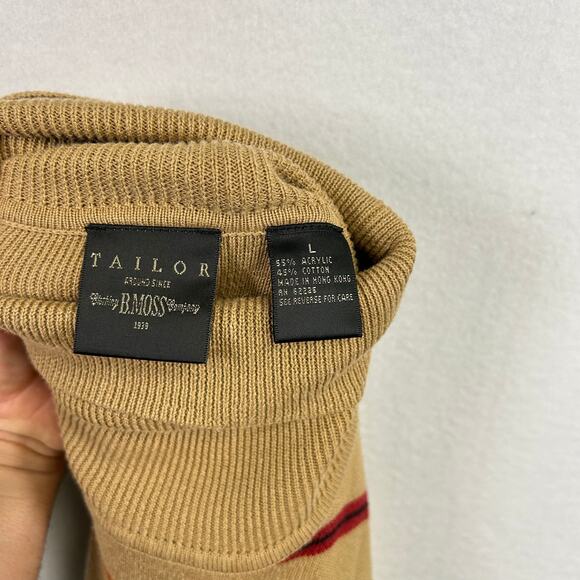 TAILOR
AROUND SINCE
Clothing B.MOSS Company
1939
L
55% ACRYLIC
45% COTTON
MADE IN HONG KONG
RN 62225
SEE REVERSE FOR CARE